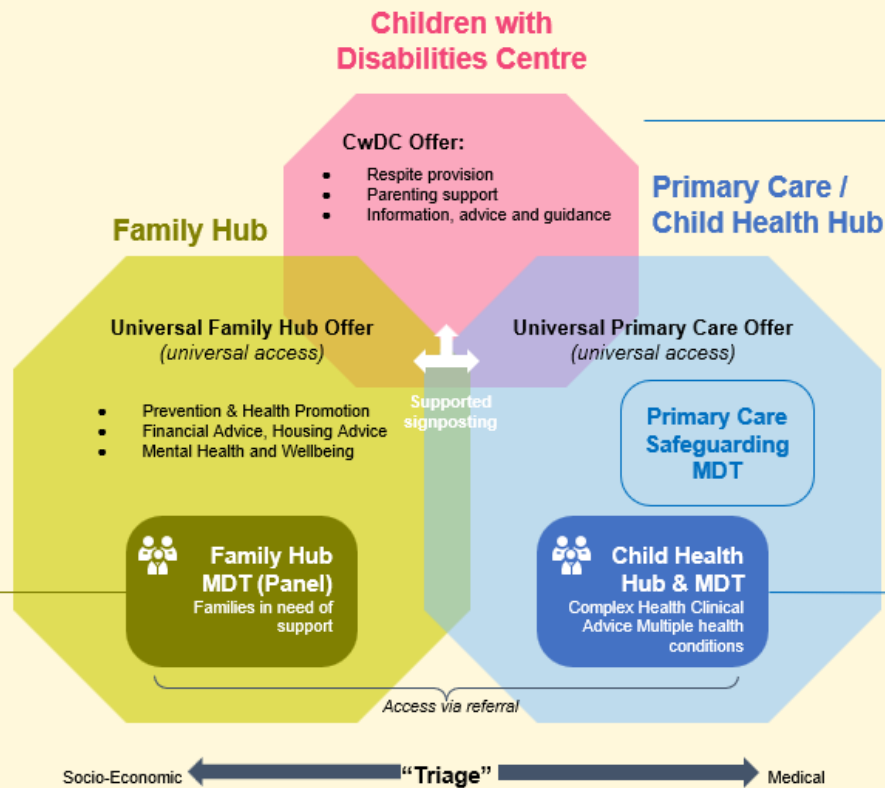 Children with
Disabilities Centre
CwDC Offer:
• Respite provision
• Parenting support
• Information, advice and guidance
Family Hub
Primary Care /
Child Health Hub
Universal Family Hub Offer
(universal access)
• Prevention & Health Promotion
• Financial Advice, Housing Advice
• Mental Health and Wellbeing
Universal Primary Care Offer
(universal access)
Supported
signposting
Primary Care
Safeguarding
MDT
Family Hub
MDT (Panel)
Families in need of
support
Child Health
Hub & MDT
Complex Health Clinical
Advice Multiple health
conditions
Access via referral
Socio-Economic
“Triage”
Medical